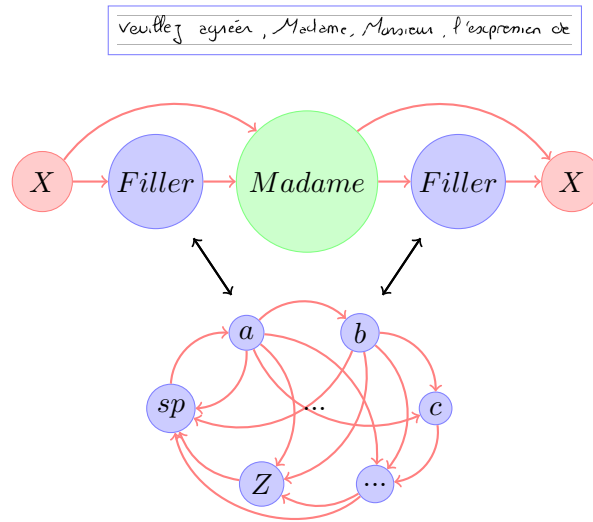 veuillez agréer, Madame, Monsieur, l'expression de
X Filler Madame Filler X
a b
sp ... c
Z ...